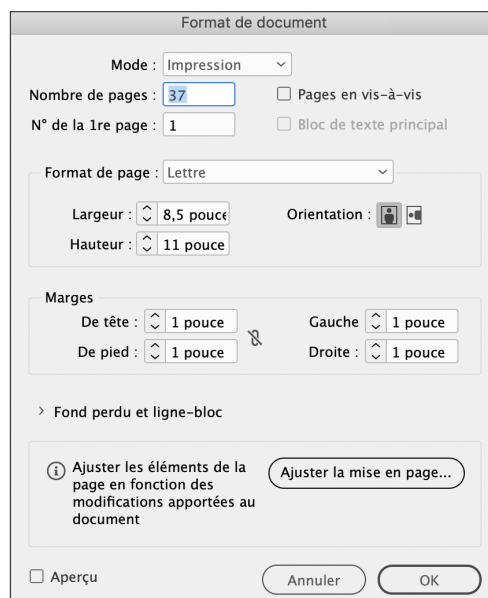 Format de document
Mode : Impression
Nombre de pages : 37 Pages en vis-à-vis
N° de la 1re page : 1 Bloc de texte principal
Format de page : Lettre
Largeur : 8,5 pouce Orientation :
Hauteur : 11 pouce
Marges
De tête : 1 pouce Gauche 1 pouce
De pied : 1 pouce Droite : 1 pouce
> Fond perdu et ligne-bloc
Ajuster les éléments de la
page en fonction des
modifications apportées au
document
Ajuster la mise en page...
Aperçu Annuler OK